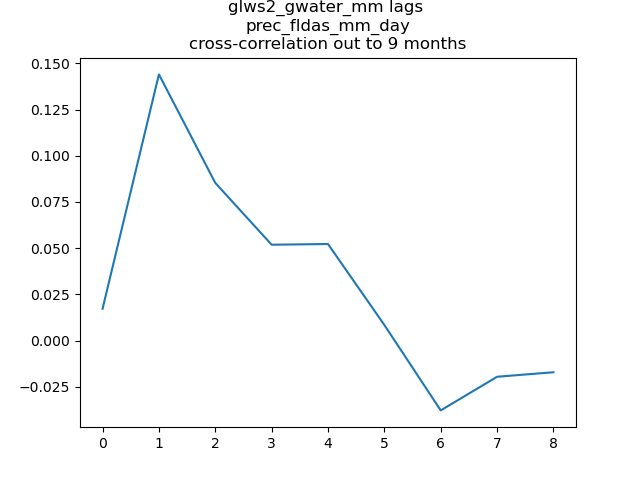 glws2_gwater_mm lags
prec_fldas_mm_day
cross-correlation out to 9 months
0.150
0.125
0.100
0.075
0.050
0.025
0.000
−0.025
0 1 2 3 4 5 6 7 8